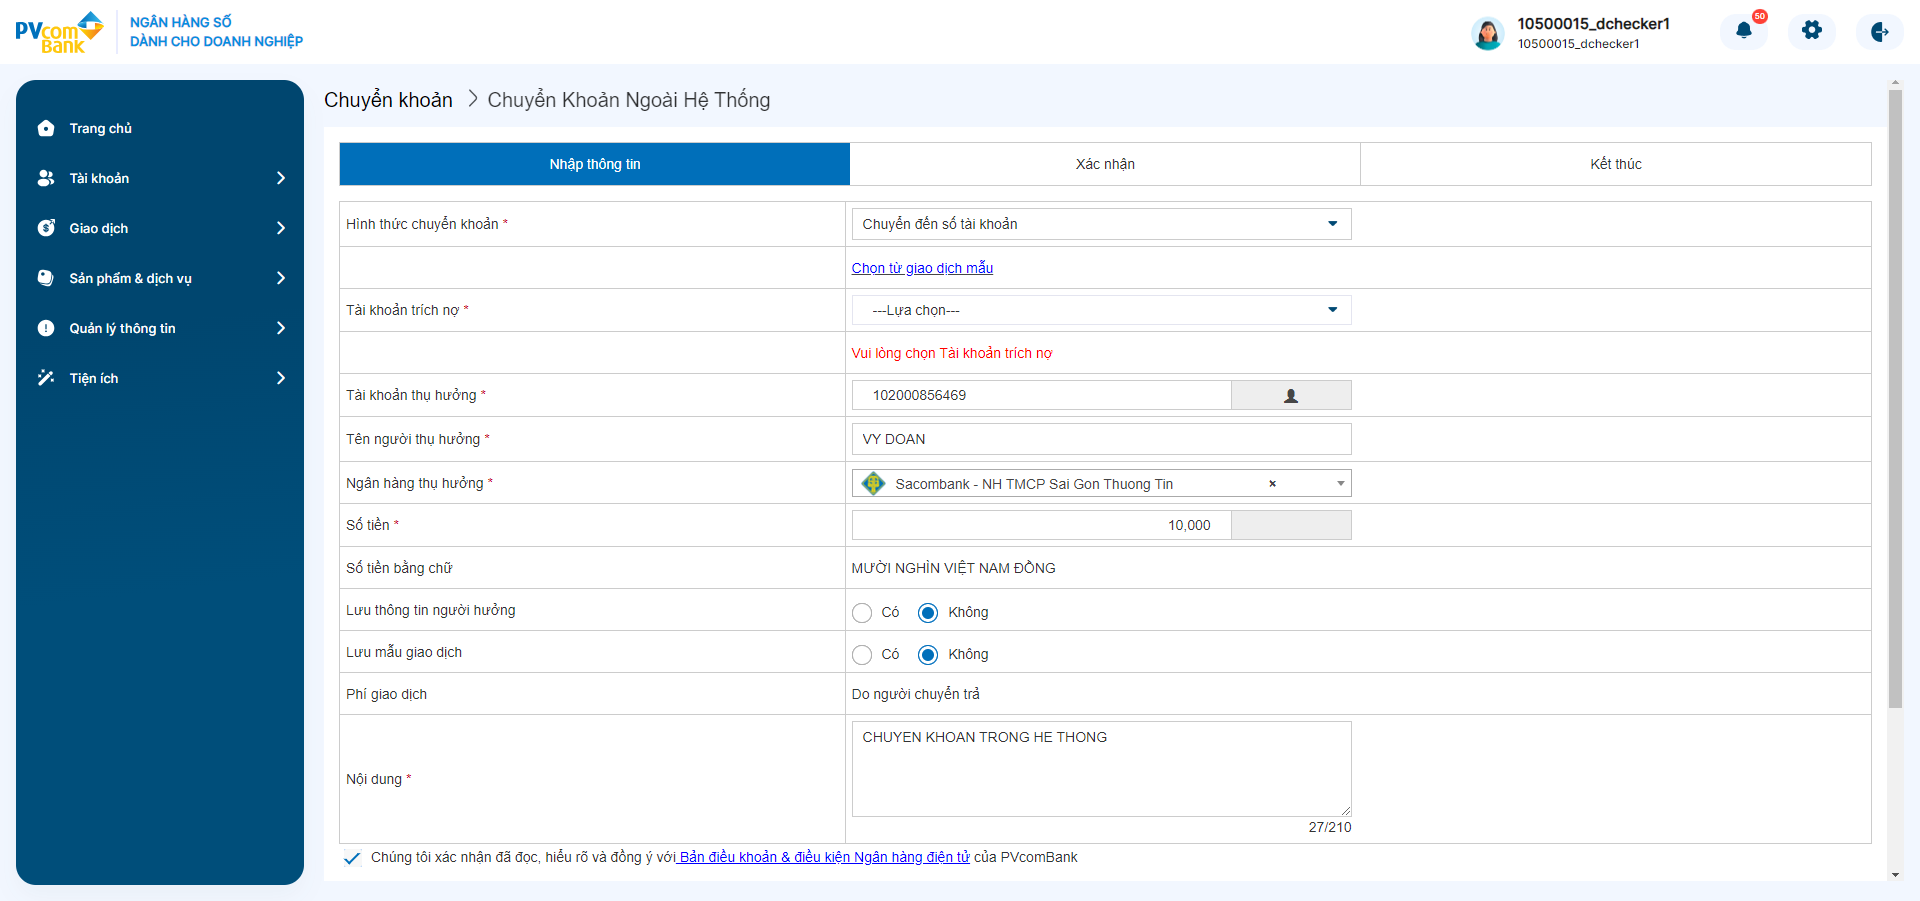 PVcom
Bank
NGÂN HÀNG SỐ
DÀNH CHO DOANH NGHIỆP
10500015_dchecker1
10500015_dchecker1
50
Trang chủ
Tài khoản
Giao dịch
Sản phẩm & dịch vụ
Quản lý thông tin
Tiện ích
Chuyển khoản > Chuyển Khoản Ngoài Hệ Thống
Nhập thông tin
Xác nhận
Kết thúc
Hình thức chuyển khoản *
Chuyển đến số tài khoản
Chọn từ giao dịch mẫu
Tài khoản trích nợ *
---Lựa chọn---
Vui lòng chọn Tài khoản trích nợ
Tài khoản thụ hưởng *
102000856469
Tên người thụ hưởng *
VY DOAN
Ngân hàng thụ hưởng *
Sacombank - NH TMCP Sai Gon Thuong Tin ×
Số tiền *
10,000
Số tiền bằng chữ
MƯỜI NGHÌN VIỆT NAM ĐỒNG
Lưu thông tin người hưởng
Có Không
Lưu mẫu giao dịch
Có Không
Phí giao dịch
Do người chuyển trả
Nội dung *
CHUYEN KHOAN TRONG HE THONG
27/210
Chúng tôi xác nhận đã đọc, hiểu rõ và đồng ý với Bản điều khoản & điều kiện Ngân hàng điện tử của PVcomBank